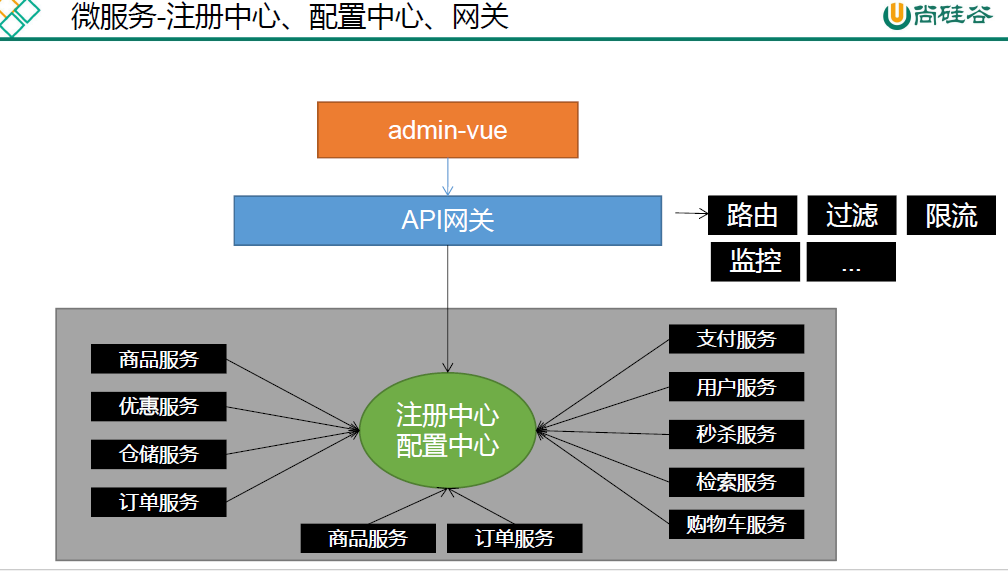 微服务-注册中心、配置中心、网关
尚硅谷
admin-vue
API网关
路由
过滤
限流
监控
...
商品服务
优惠服务
仓储服务
订单服务
注册中心
配置中心
支付服务
用户服务
秒杀服务
检索服务
购物车服务
商品服务
订单服务